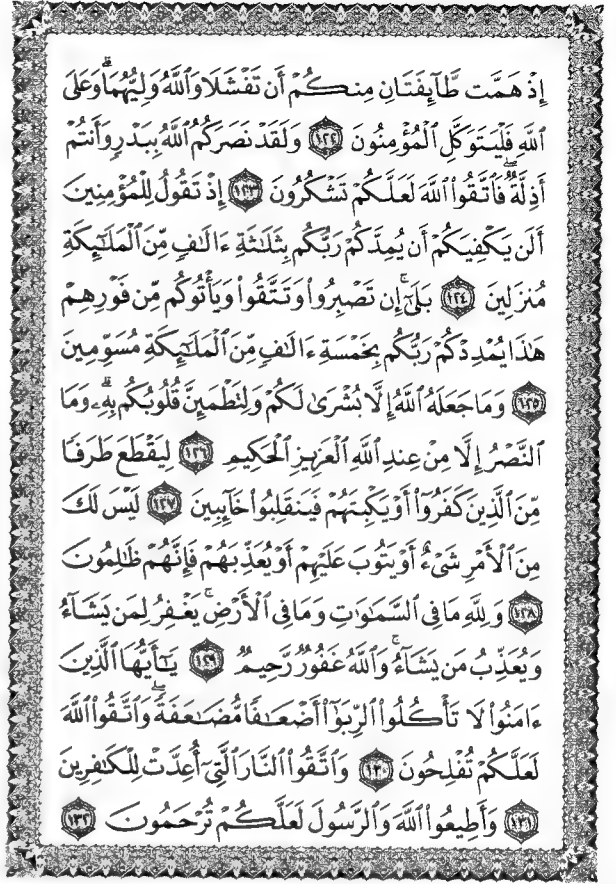 إِذْ هَمَّت طَّآئِفَتَانِ مِنكُمْ أَن تَفْشَلَا وَٱللَّهُ وَلِيُّهُمَا ۗ وَعَلَى
ٱللَّهِ فَلْيَتَوَكَّلِ ٱلْمُؤْمِنُونَ ١٢٢ وَلَقَدْ نَصَرَكُمُ ٱللَّهُ بِبَدْرٍ وَأَنتُمْ
أَذِلَّةٌ ۖ فَٱتَّقُوا۟ ٱللَّهَ لَعَلَّكُمْ تَشْكُرُونَ ١٢٣ إِذْ تَقُولُ لِلْمُؤْمِنِينَ
أَلَن يَكْفِيَكُمْ أَن يُمِدَّكُمْ رَبُّكُم بِثَلَٰثَةِ ءَالَٰفٍ مِّنَ ٱلْمَلَٰٓئِكَةِ
مُنزَلِينَ ١٢٤ بَلَىٰٓ ۚ إِن تَصْبِرُوا۟ وَتَتَّقُوا۟ وَيَأْتُوكُم مِّن فَوْرِهِمْ
هَٰذَا يُمْدِدْكُمْ رَبُّكُم بِخَمْسَةِ ءَالَٰفٍ مِّنَ ٱلْمَلَٰٓئِكَةِ مُسَوِّمِينَ
١٢٥ وَمَا جَعَلَهُ ٱللَّهُ إِلَّا بُشْرَىٰ لَكُمْ وَلِتَطْمَئِنَّ قُلُوبُكُم بِهِۦ ۗ وَمَا
ٱلنَّصْرُ إِلَّا مِنْ عِندِ ٱللَّهِ ٱلْعَزِيزِ ٱلْحَكِيمِ ١٢٦ لِيَقْطَعَ طَرَفًا
مِّنَ ٱلَّذِينَ كَفَرُوٓا۟ أَوْ يَكْبِتَهُمْ فَيَنقَلِبُوا۟ خَآئِبِينَ ١٢٧ لَيْسَ لَكَ
مِنَ ٱلْأَمْرِ شَىْءٌ أَوْ يَتُوبَ عَلَيْهِمْ أَوْ يُعَذِّبَهُمْ فَإِنَّهُمْ ظَٰلِمُونَ
١٢٨ وَلِلَّهِ مَا فِى ٱلسَّمَٰوَٰتِ وَمَا فِى ٱلْأَرْضِ ۚ يَغْفِرُ لِمَن يَشَآءُ
وَيُعَذِّبُ مَن يَشَآءُ ۚ وَٱللَّهُ غَفُورٌ رَّحِيمٌ ١٢٩ يَٰٓأَيُّهَا ٱلَّذِينَ
ءَامَنُوا۟ لَا تَأْكُلُوا۟ ٱلرِّبَوٰٓا۟ أَضْعَٰفًا مُّضَٰعَفَةً ۖ وَٱتَّقُوا۟ ٱللَّهَ
لَعَلَّكُمْ تُفْلِحُونَ ١٣٠ وَٱتَّقُوا۟ ٱلنَّارَ ٱلَّتِىٓ أُعِدَّتْ لِلْكَٰفِرِينَ
١٣١ وَأَطِيعُوا۟ ٱللَّهَ وَٱلرَّسُولَ لَعَلَّكُمْ تُرْحَمُونَ ١٣٢